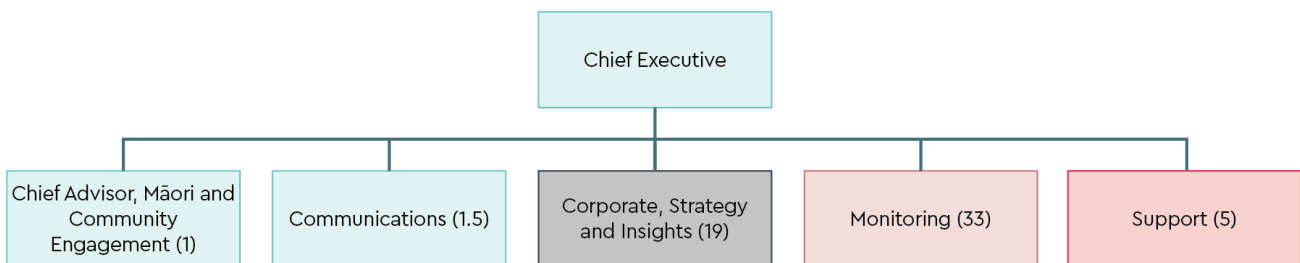 Chief Executive
Chief Advisor, Māori and
Community
Engagement (1)
Communications (1.5)
Corporate, Strategy
and Insights (19)
Monitoring (33)
Support (5)